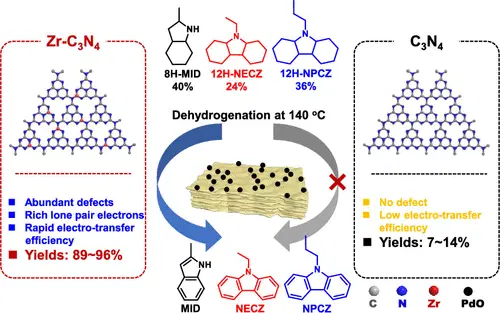 Zr-C3N4
Abundant defects
Rich lone pair electrons
Rapid electro-transfer
efficiency
Yields: 89~96%
NH
N
N
8H-MID
40%
12H-NECZ
24%
12H-NPCZ
36%
Dehydrogenation at 140 °C
NH
N
N
MID
NECZ
NPCZ
C3N4
No defect
Low electro-transfer
efficiency
Yields: 7~14%
C
N
Zr
PdO